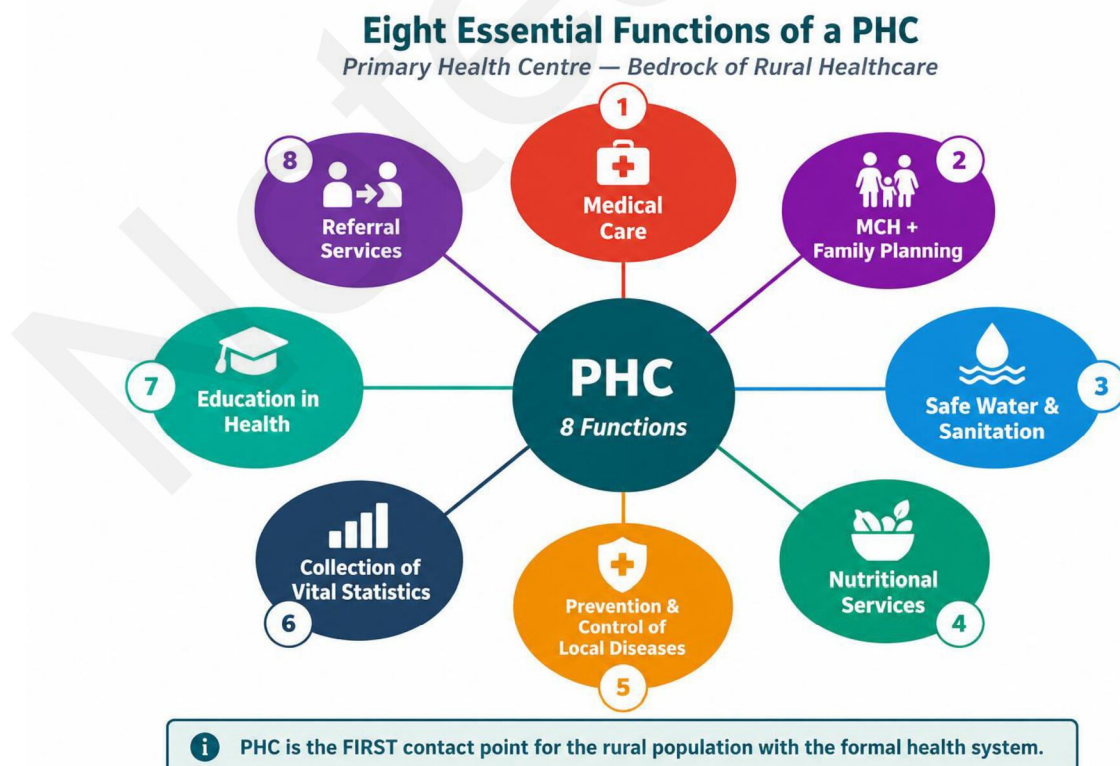 Eight Essential Functions of a PHC
Primary Health Centre — Bedrock of Rural Healthcare
1
Medical
Care
2
MCH +
Family Planning
3
Safe Water &
Sanitation
4
Nutritional
Services
5
Prevention &
Control of
Local Diseases
6
Collection of
Vital Statistics
7
Education in
Health
8
Referral
Services
PHC
8 Functions
i
PHC is the FIRST contact point for the rural population with the formal health system.